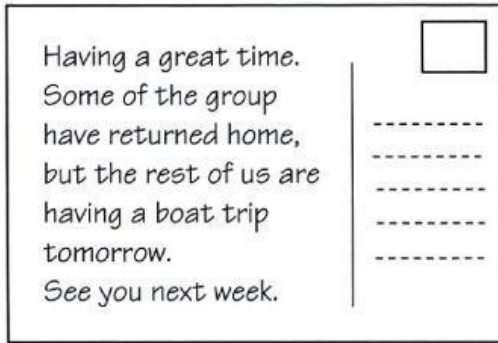 Having a great time.
Some of the group
have returned home,
but the rest of us are
having a boat trip
tomorrow.
See you next week.